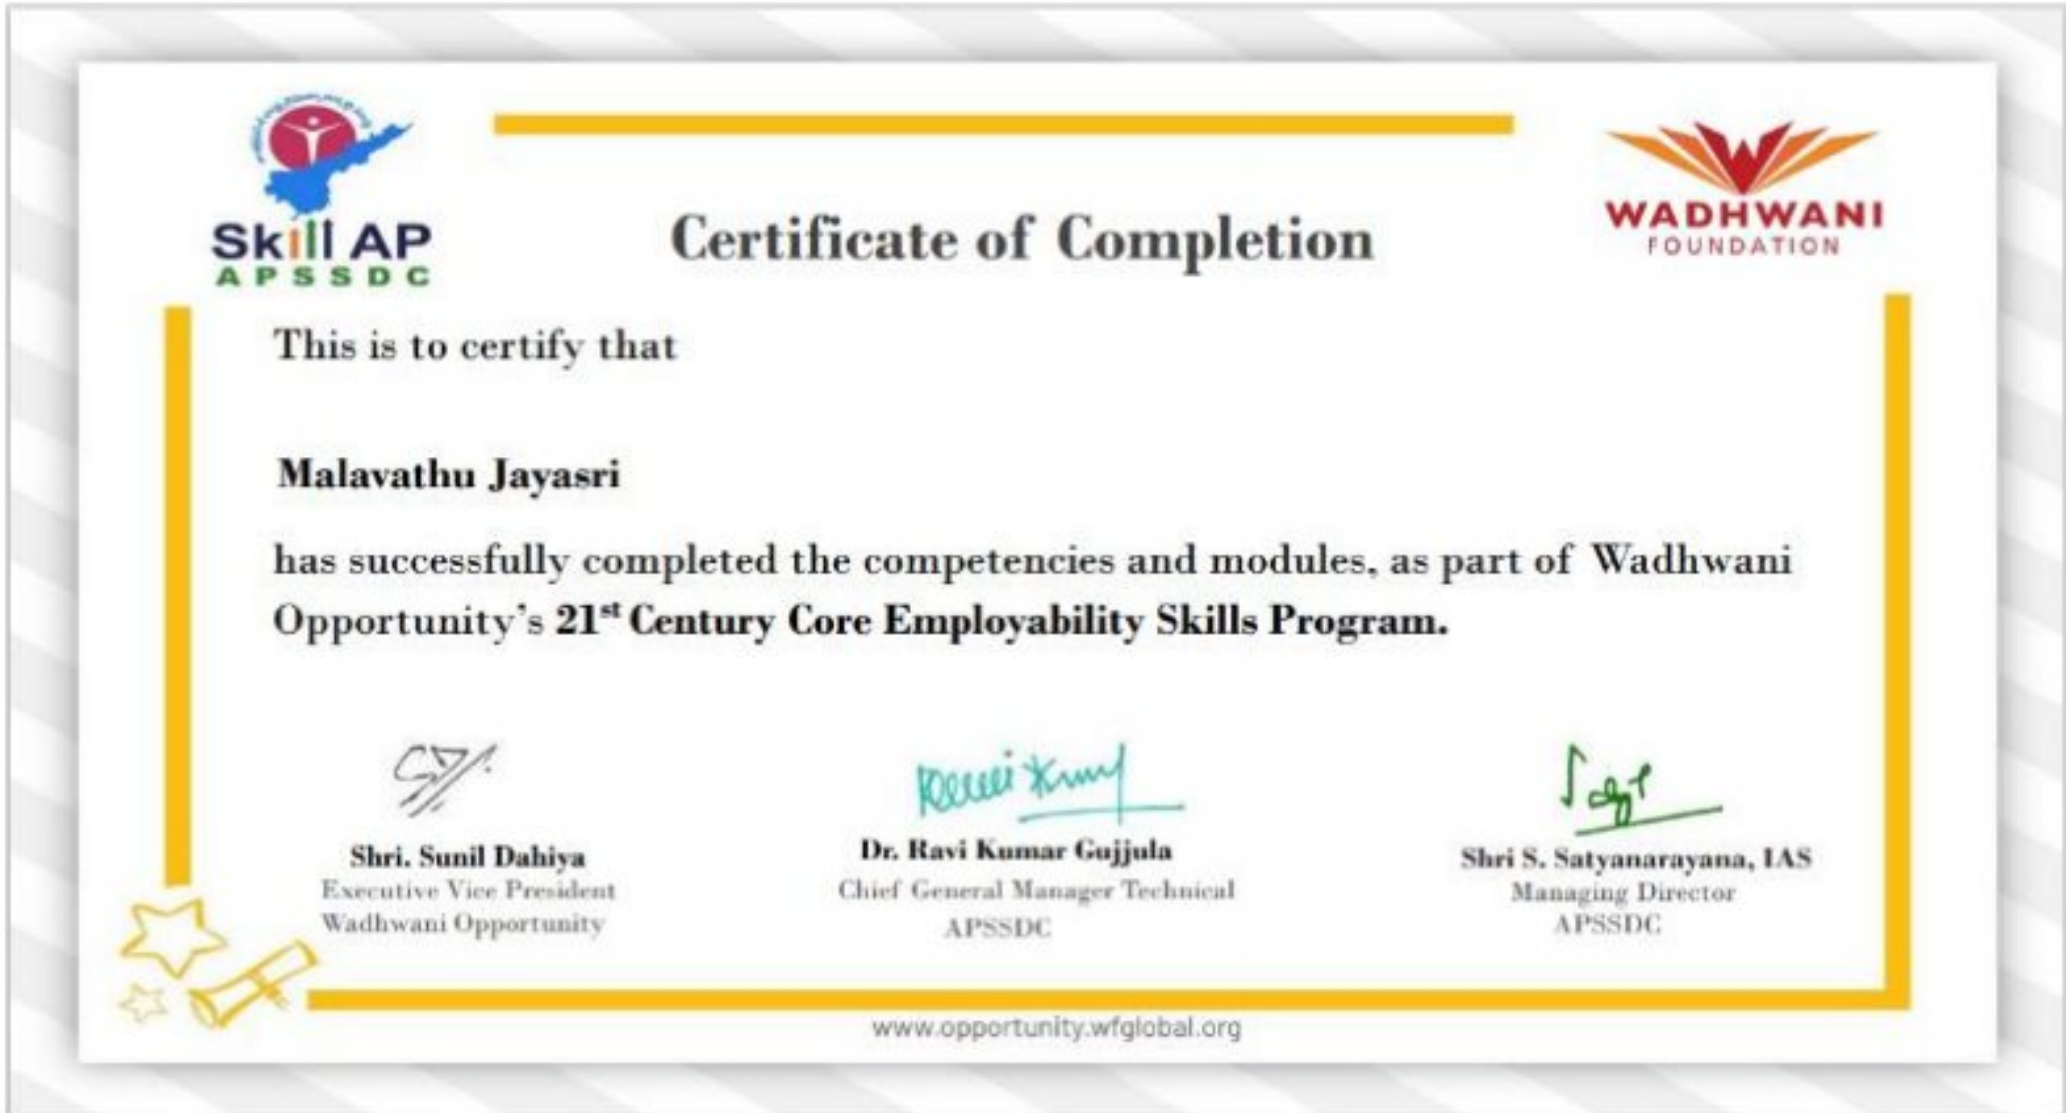 Skill AP
APSSDC
WADHWANI
FOUNDATION
Certificate of Completion
This is to certify that
Malavathu Jayasri
has successfully completed the competencies and modules, as part of Wadhwani
Opportunity's 21st Century Core Employability Skills Program.
Shri. Sunil Dahiya
Executive Vice President
Wadhwani Opportunity
Dr. Ravi Kumar Gujjula
Chief General Manager Technical
APSSDC
Shri S. Satyanarayana, IAS
Managing Director
APSSDC
www.opportunity.wfglobal.org